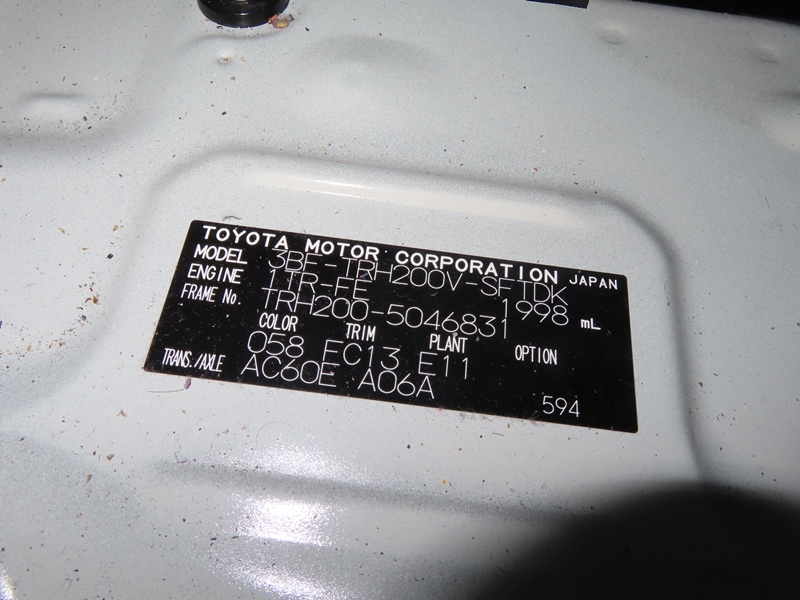 TOYOTA MOTOR CORPORATION JAPAN
MODEL 3BF-TRH200V-SFTDK
ENGINE 1TR-FE 1998 mL
FRAME No. TRH200-5046831
COLOR TRIM PLANT OPTION
058 FC13 E11
TRANS./AXLE AC60E A06A
594